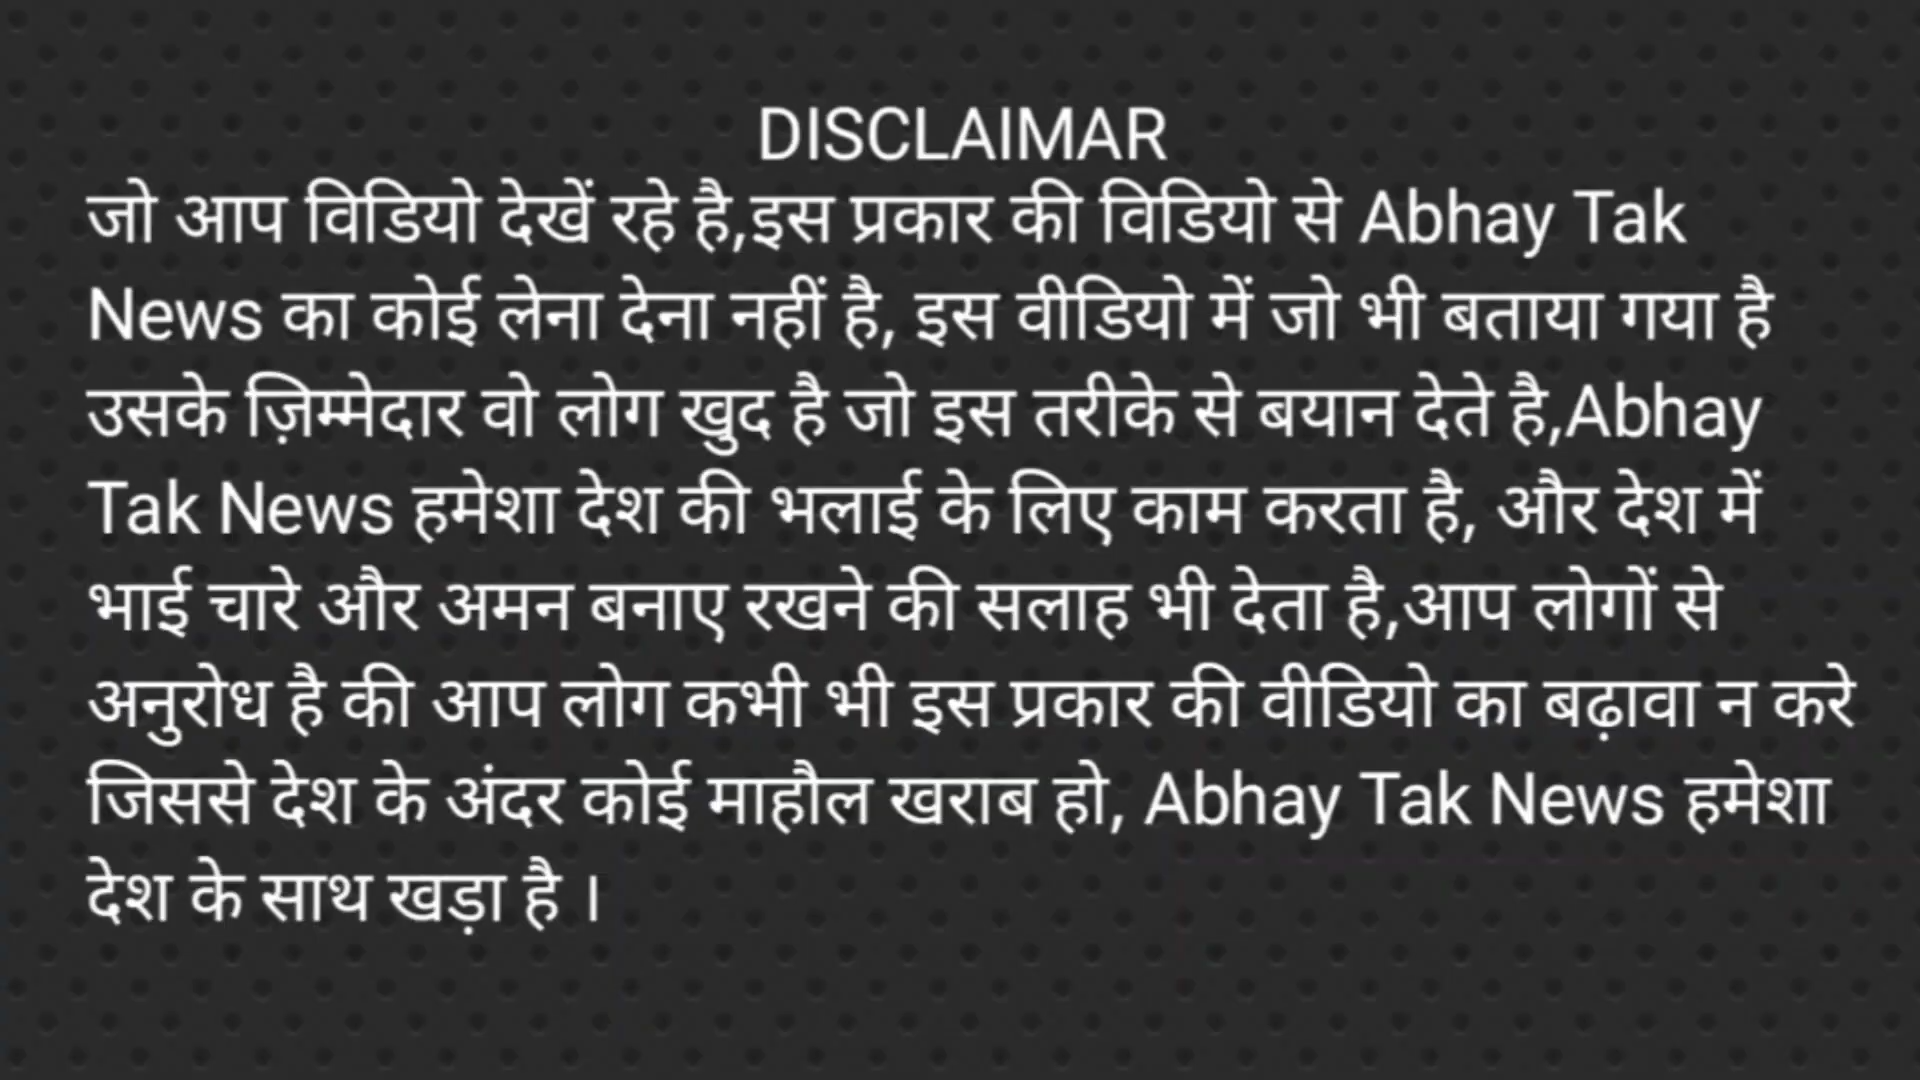 DISCLAIMAR
जो आप विडियो देखें रहे है,इस प्रकार की विडियो से Abhay Tak
News का कोई लेना देना नहीं है, इस वीडियो में जो भी बताया गया है
उसके ज़िम्मेदार वो लोग खुद है जो इस तरीके से बयान देते है,Abhay
Tak News हमेशा देश की भलाई के लिए काम करता है, और देश में
भाई चारे और अमन बनाए रखने की सलाह भी देता है,आप लोगों से
अनुरोध है की आप लोग कभी भी इस प्रकार की वीडियो का बढ़ावा न करे
जिससे देश के अंदर कोई माहौल खराब हो, Abhay Tak News हमेशा
देश के साथ खड़ा है ।